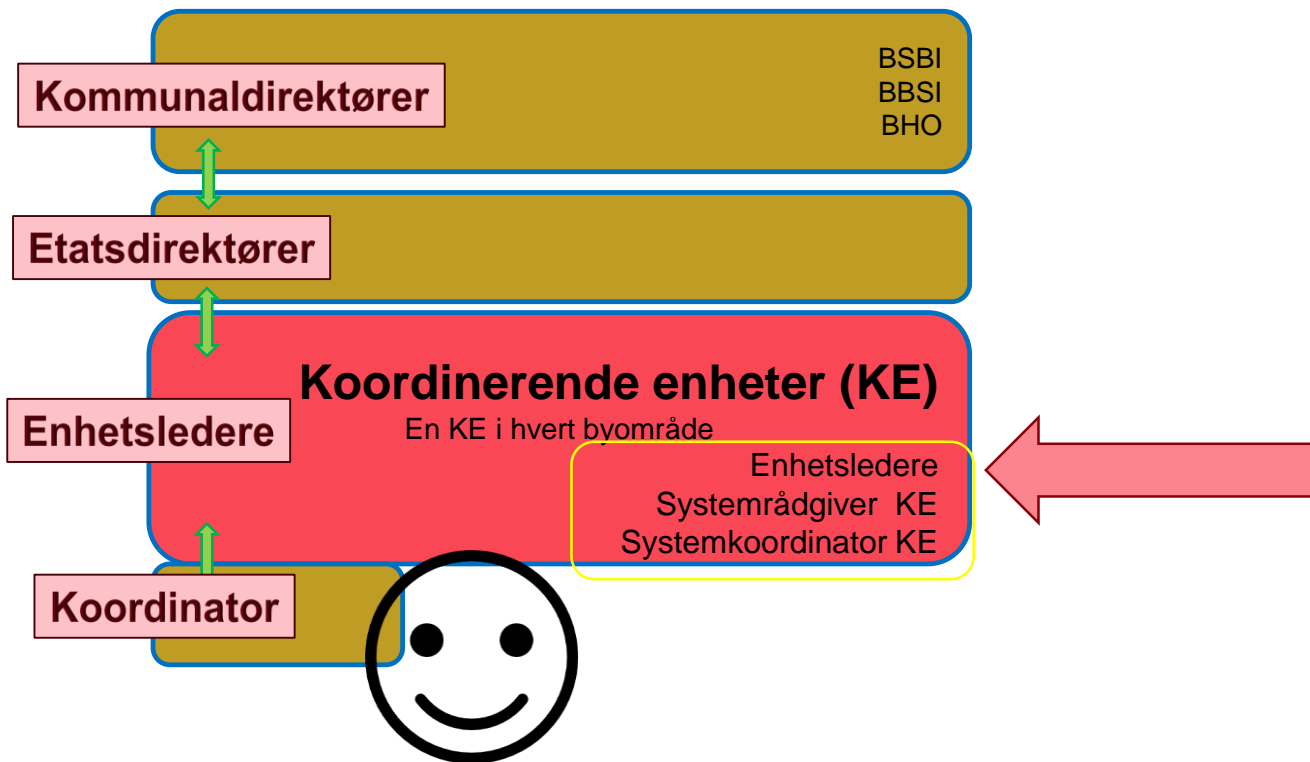 BSBI
BBSI
BHO
Kommunaldirektører
Etatsdirektører
Koordinerende enheter (KE)
En KE i hvert byområde
Enhetsledere
Enhetsledere
Systemrådgiver KE
Systemkoordinator KE
Koordinator